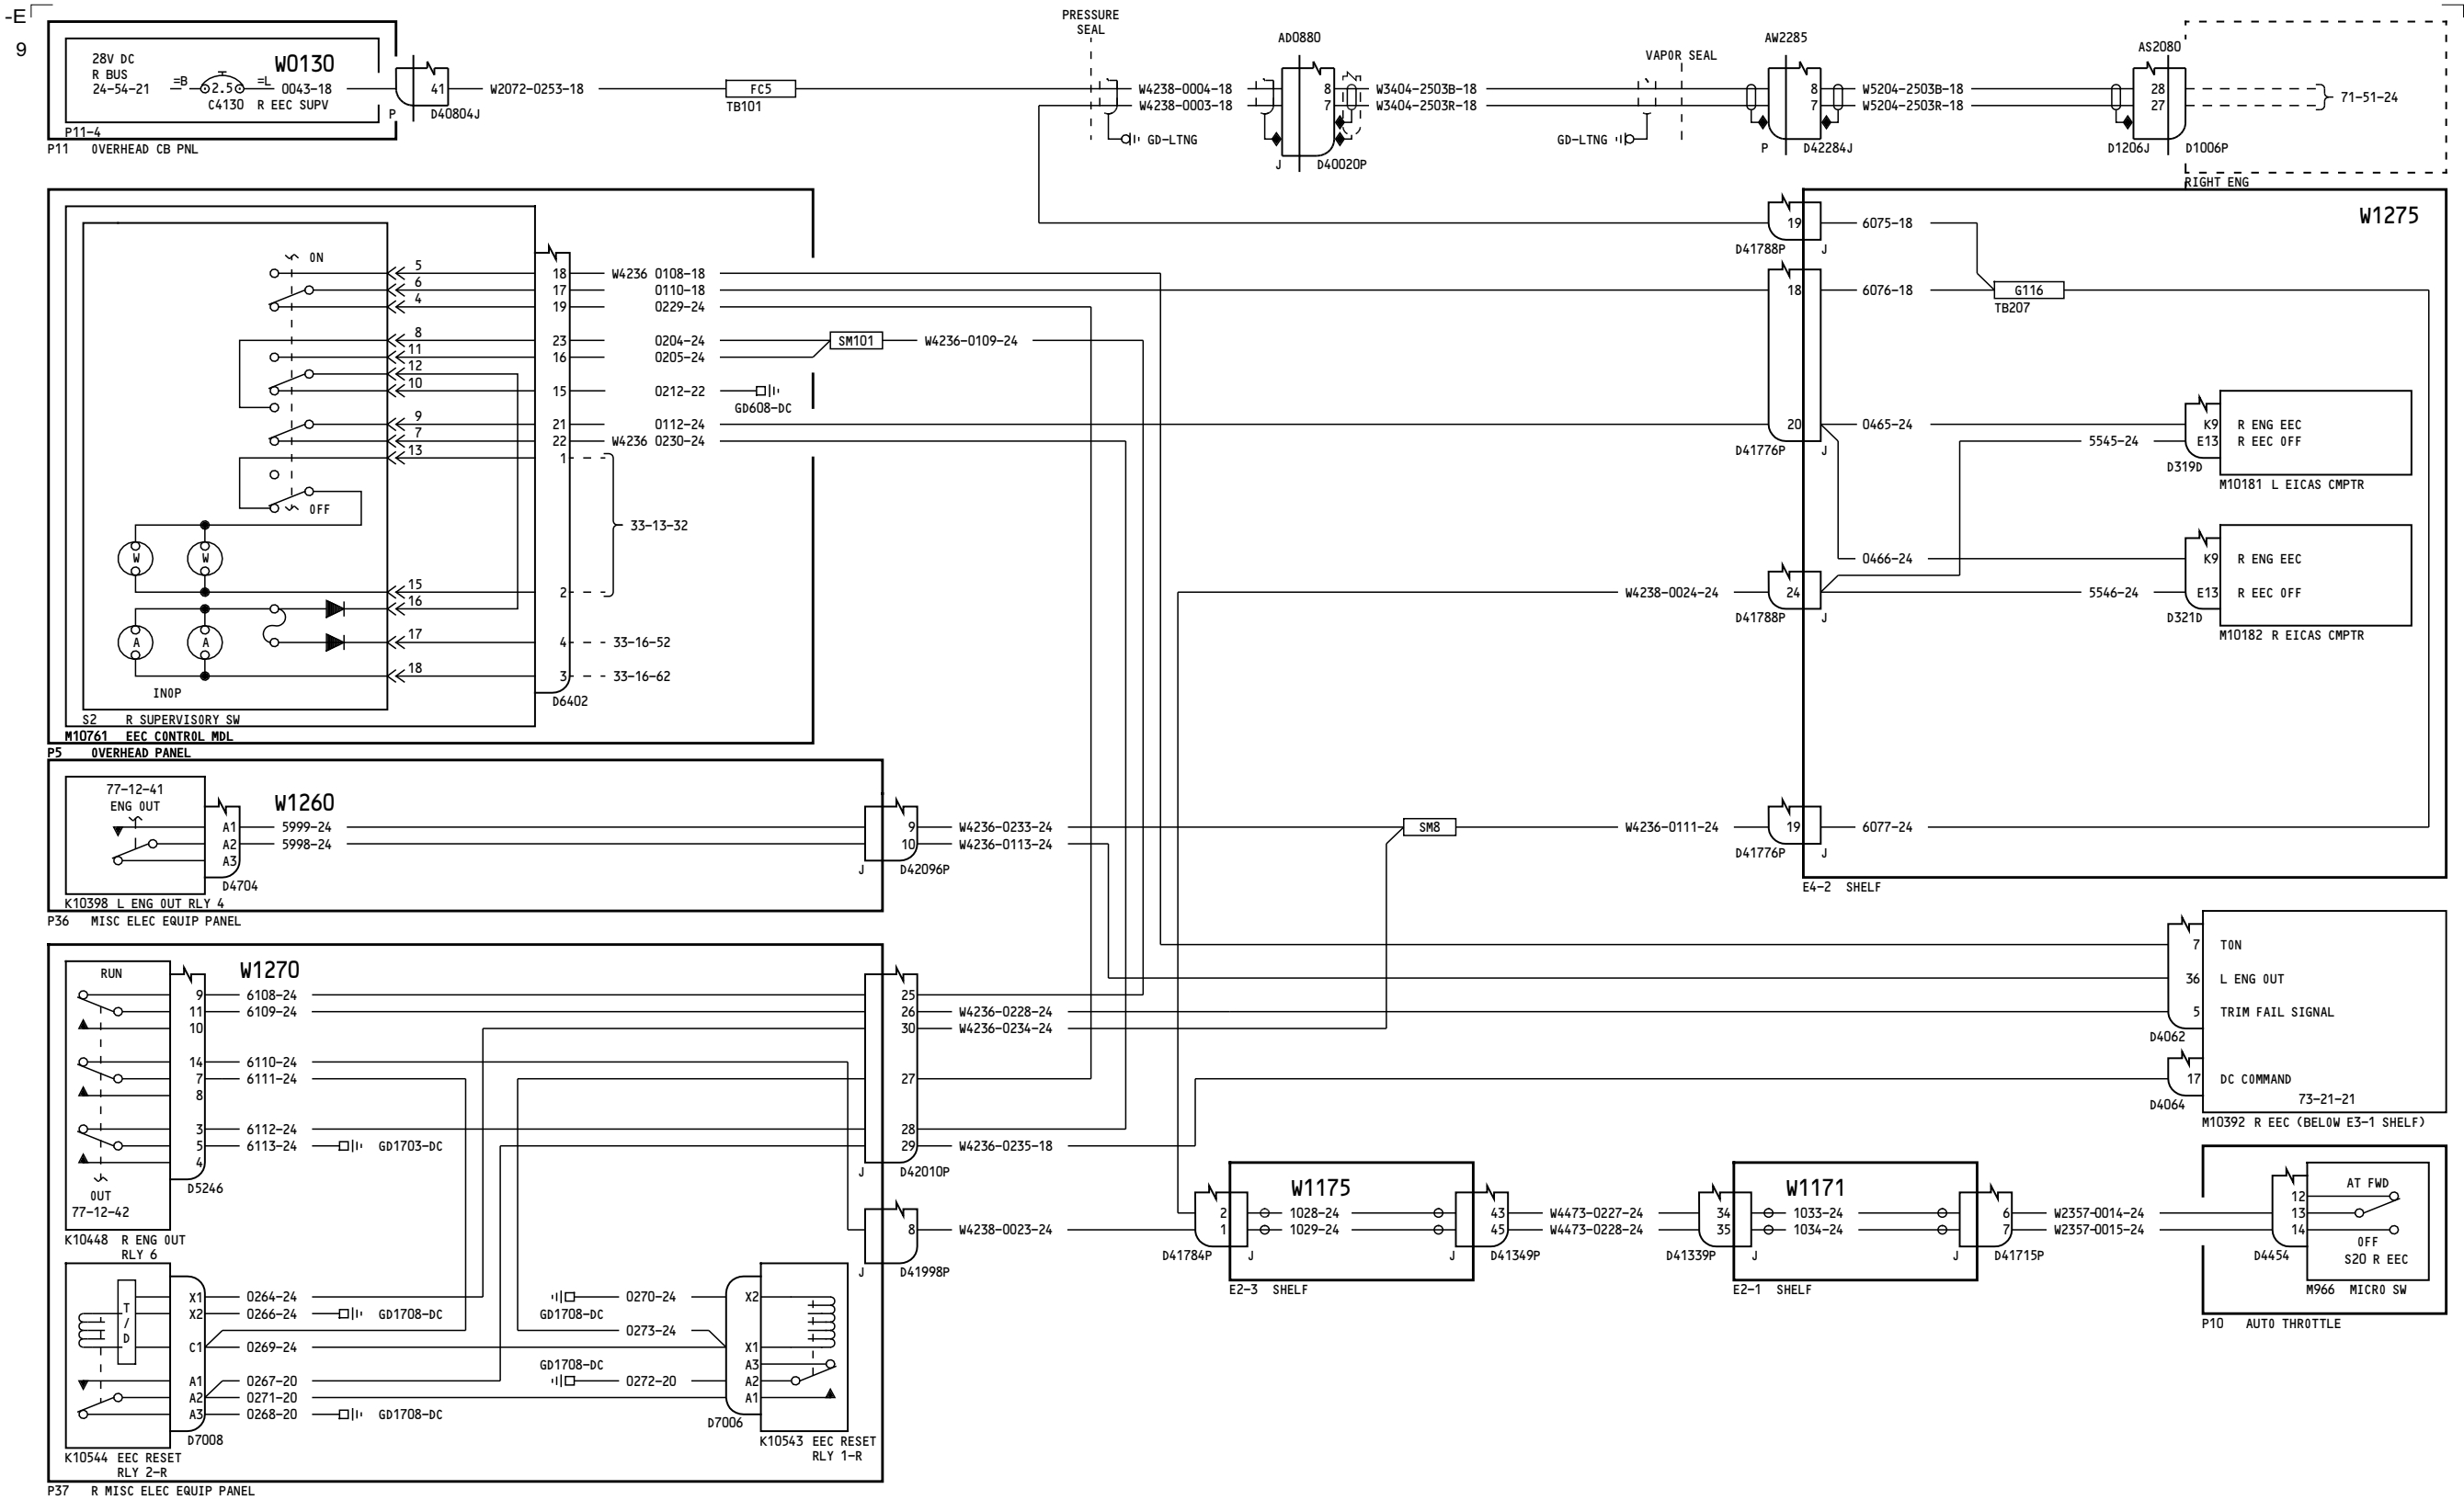 -E
9
28V DC
R BUS
24-54-21
=B
2.5
=L
W0130
0043-18
C4130 R EEC SUPV
P11-4
P11 OVERHEAD CB PNL
41
P
D40804J
W2072-0253-18
FC5
TB101
PRESSURE
SEAL
W4238-0004-18
W4238-0003-18
GD-LTNG
AD0880
8
7
J
D40020P
W3404-2503B-18
W3404-2503R-18
VAPOR SEAL
GD-LTNG
AW2285
8
7
P
D42284J
W5204-2503B-18
W5204-2503R-18
AS2080
28
27
D1206J
D1006P
71-51-24
RIGHT ENG
ON
5
6
4
8
11
12
10
9
7
13
OFF
W
W
15
16
A
A
17
18
INOP
S2 R SUPERVISORY SW
M10761 EEC CONTROL MDL
P5 OVERHEAD PANEL
18
17
19
23
16
15
21
22
1
2
4
3
D6402
W4236 0108-18
0110-18
0229-24
0204-24
0205-24
0212-22
0112-24
W4236 0230-24
33-13-32
33-16-52
33-16-62
SM101
W4236-0109-24
GD608-DC
W1275
19
D41788P
J
6075-18
18
6076-18
G116
TB207
20
D41776P
J
0465-24
5545-24
K9 R ENG EEC
E13 R EEC OFF
D319D
M10181 L EICAS CMPTR
0466-24
K9 R ENG EEC
W4238-0024-24
24
D41788P
J
5546-24
E13 R EEC OFF
D321D
M10182 R EICAS CMPTR
77-12-41
ENG OUT
A1
A2
A3
D4704
W1260
5999-24
5998-24
K10398 L ENG OUT RLY 4
P36 MISC ELEC EQUIP PANEL
9
10
J
D42096P
W4236-0233-24
W4236-0113-24
SM8
W4236-0111-24
19
D41776P
J
6077-24
E4-2 SHELF
RUN
W1270
9
11
10
14
7
8
3
5
4
D5246
6108-24
6109-24
6110-24
6111-24
6112-24
6113-24
GD1703-DC
OUT
77-12-42
K10448 R ENG OUT
RLY 6
25
26
30
27
28
29
J
D42010P
W4236-0228-24
W4236-0234-24
W4236-0235-18
7 TON
36 L ENG OUT
5 TRIM FAIL SIGNAL
D4062
17 DC COMMAND
73-21-21
D4064
M10392 R EEC (BELOW E3-1 SHELF)
8
J
D41998P
W4238-0023-24
2
1
D41784P
J
W1175
1028-24
1029-24
E2-3 SHELF
43
45
J
D41349P
W4473-0227-24
W4473-0228-24
34
35
D41339P
J
W1171
1033-24
1034-24
E2-1 SHELF
6
7
J
D41715P
W2357-0014-24
W2357-0015-24
12
13
14
D4454
AT FWD
OFF
S20 R EEC
M966 MICRO SW
P10 AUTO THROTTLE
T
/
D
X1
X2
C1
A1
A2
A3
D7008
0264-24
0266-24
GD1708-DC
0269-24
0267-20
0271-20
0268-20
GD1708-DC
K10544 EEC RESET
RLY 2-R
0270-24
GD1708-DC
0273-24
GD1708-DC
0272-20
X2
X1
A3
A2
A1
D7006
K10543 EEC RESET
RLY 1-R
P37 R MISC ELEC EQUIP PANEL